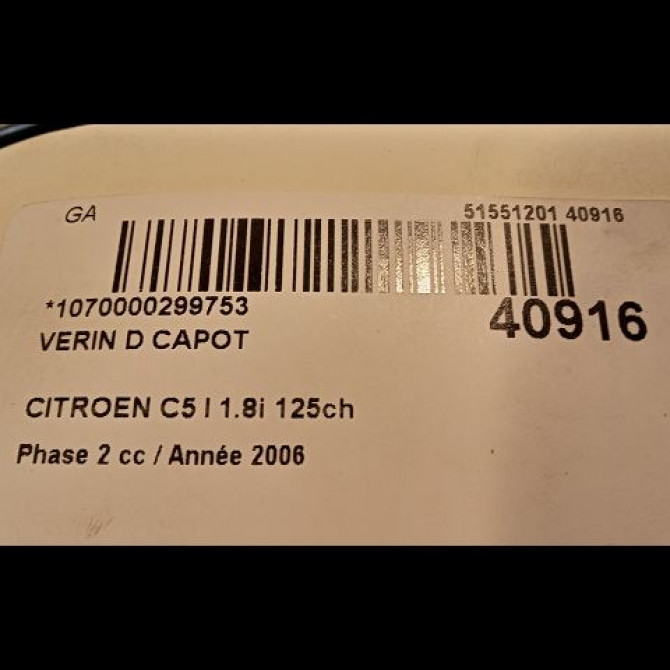 GA 51551201 40916
*1070000299753 40916
VERIN D CAPOT
CITROEN C5 I 1.8i 125ch
Phase 2 cc / Année 2006